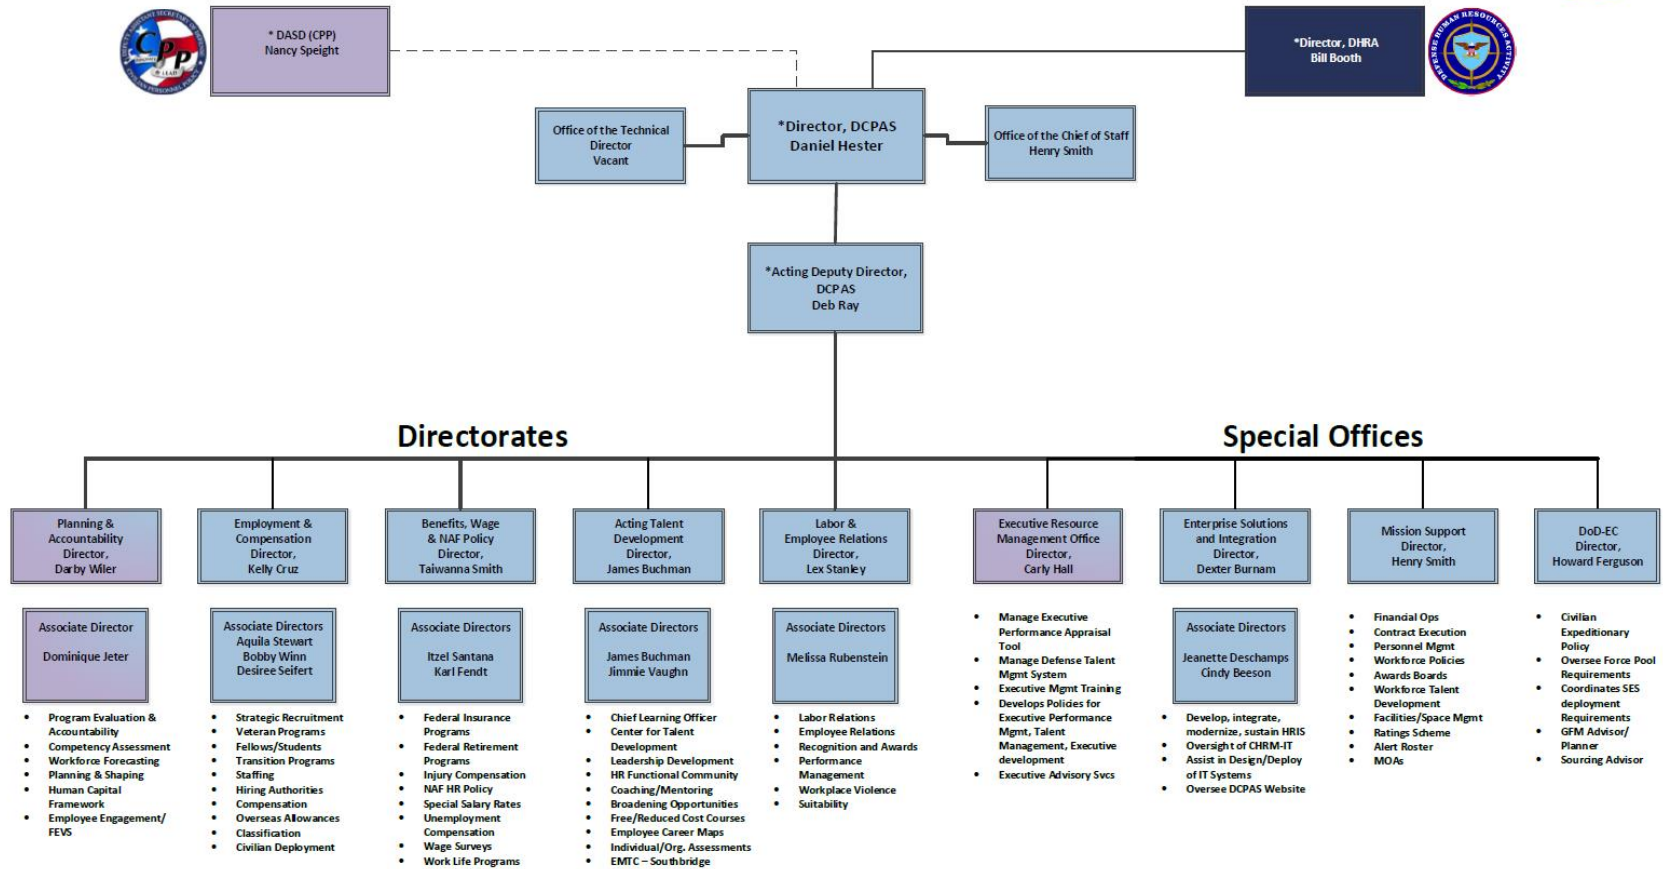 * DASD (CPP)
Nancy Speight
*Director, DHRA
Bill Booth
CPP
LEAD
DEFENSE HUMAN RESOURCES ACTIVITY
Office of the Technical
Director
Vacant
*Director, DCPAS
Daniel Hester
Office of the Chief of Staff
Henry Smith
*Acting Deputy Director,
DCPAS
Deb Ray
Directorates
Special Offices
Planning &
Accountability
Director,
Darby Wiler
Associate Director
Dominique Jeter
• Program Evaluation &
Accountability
• Competency Assessment
• Workforce Forecasting
• Planning & Shaping
• Human Capital
Framework
• Employee Engagement/
FEVS
Employment &
Compensation
Director,
Kelly Cruz
Associate Directors
Aquila Stewart
Bobby Winn
Desiree Seifert
• Strategic Recruitment
• Veteran Programs
• Fellows/Students
• Transition Programs
• Staffing
• Hiring Authorities
• Compensation
• Overseas Allowances
• Classification
• Civilian Deployment
Benefits, Wage
& NAF Policy
Director,
Taiwanna Smith
Associate Directors
Itzel Santana
Karl Fendt
• Federal Insurance
Programs
• Federal Retirement
Programs
• Injury Compensation
• NAF HR Policy
• Special Salary Rates
• Unemployment
Compensation
• Wage Surveys
• Work Life Programs
Acting Talent
Development
Director,
James Buchman
Associate Directors
James Buchman
Jimmie Vaughn
• Chief Learning Officer
• Center for Talent
Development
• Leadership Development
• HR Functional Community
• Coaching/Mentoring
• Broadening Opportunities
• Free/Reduced Cost Courses
• Employee Career Maps
• Individual/Org. Assessments
• EMTC – Southbridge
Labor &
Employee Relations
Director,
Lex Stanley
Associate Directors
Melissa Rubenstein
• Labor Relations
• Employee Relations
• Recognition and Awards
• Performance
Management
• Workplace Violence
• Suitability
Executive Resource
Management Office
Director,
Carly Hall
• Manage Executive
Performance Appraisal
Tool
• Manage Defense Talent
Mgmt System
• Executive Mgmt Training
• Develops Policies for
Executive Performance
Mgmt, Talent
Management, Executive
development
• Executive Advisory Svcs
Enterprise Solutions
and Integration
Director,
Dexter Burnam
Associate Directors
Jeanette Deschamps
Cindy Beeson
• Develop, integrate,
modernize, sustain HRIS
• Oversight of CHRM-IT
• Assist in Design/Deploy
of IT Systems
• Oversee DCPAS Website
Mission Support
Director,
Henry Smith
• Financial Ops
• Contract Execution
• Personnel Mgmt
• Workforce Policies
• Awards Boards
• Workforce Talent
Development
• Facilities/Space Mgmt
• Ratings Scheme
• Alert Roster
• MOAs
DoD-EC
Director,
Howard Ferguson
• Civilian
Expeditionary
Policy
• Oversee Force Pool
Requirements
• Coordinates SES
deployment
Requirements
• GFM Advisor/
Planner
• Sourcing Advisor